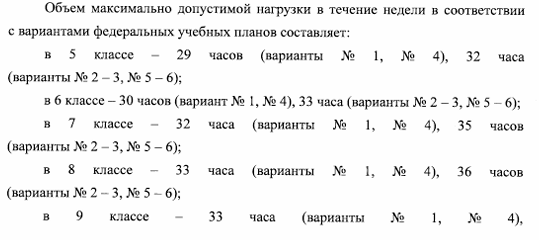 Объем максимально допустимой нагрузки в течение недели в соответствии
с вариантами федеральных учебных планов составляет:
в 5 классе – 29 часов (варианты № 1, № 4), 32 часа
(варианты № 2 – 3, № 5 – 6);
в 6 классе – 30 часов (вариант № 1, № 4), 33 часа (варианты № 2 – 3, № 5 – 6);
в 7 классе – 32 часа (варианты № 1, № 4), 35 часов
(варианты № 2 – 3, № 5 – 6);
в 8 классе – 33 часа (варианты № 1, № 4), 36 часов
(варианты № 2 – 3, № 5 – 6);
в 9 классе – 33 часа (варианты № 1, № 4),